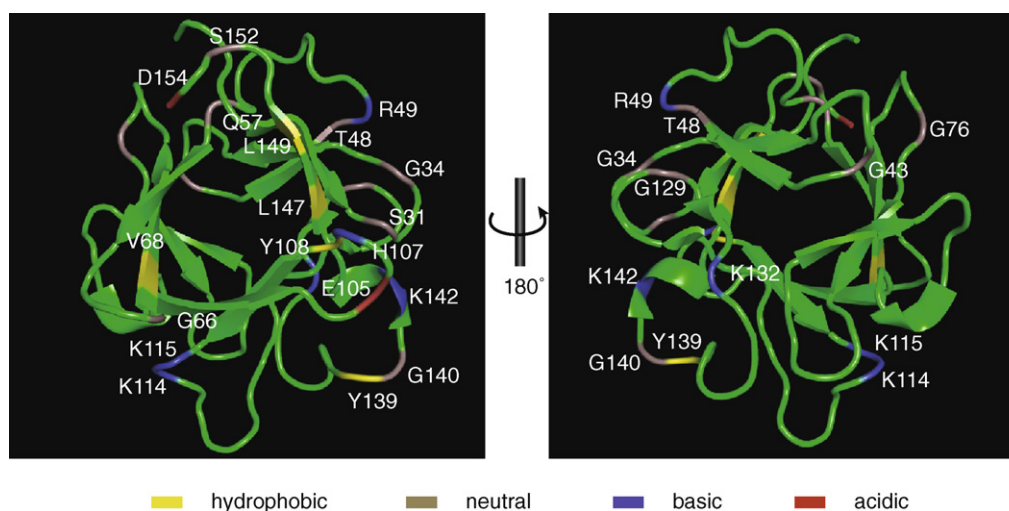 S152
D154
R49
Q57
T48
L149
G34
L147
S31
V68
Y108
H107
E105
K142
G66
K115
K114
G140
Y139
180°
R49
T48
G76
G34
G43
G129
K142
K132
Y139
K115
G140
K114
hydrophobic neutral basic acidic